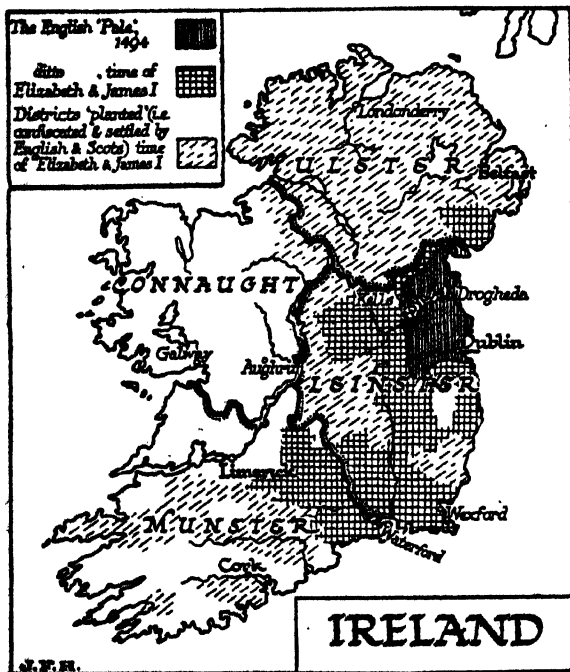 The English 'Pale',
1494
ditto , time of
Elizabeth & James I
Districts 'planted' (i.e.
confiscated & settled by
English & Scots) time
of Elizabeth & James I
Londonderry
ULSTER
Belfast
CONNAUGHT
Kells
Drogheda
Galway
Dublin
Aughrim
LEINSTER
Limerick
Wexford
MUNSTER
Waterford
Cork
IRELAND
J.F.H.